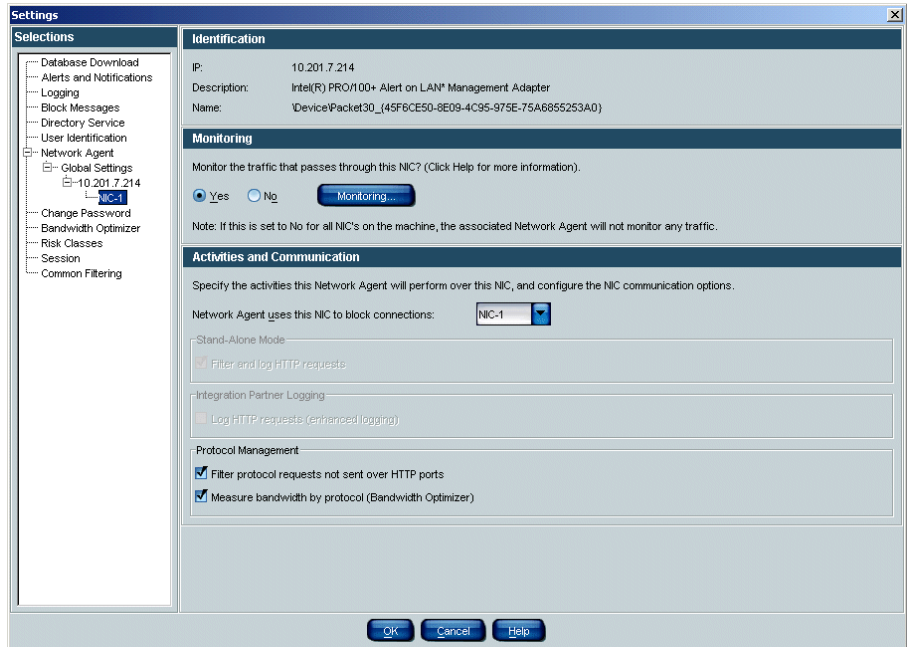 Settings
Selections
Database Download
Alerts and Notifications
Logging
Block Messages
Directory Service
User Identification
Network Agent
Global Settings
10.201.7.214
NIC-1
Change Password
Bandwidth Optimizer
Risk Classes
Session
Common Filtering
Identification
IP: 10.201.7.214
Description: Intel(R) PRO/100+ Alert on LAN* Management Adapter
Name: \Device\Packet30_{45F6CE50-8E09-4C95-975E-75A6855253A0}
Monitoring
Monitor the traffic that passes through this NIC? (Click Help for more information).
Yes No Monitoring...
Note: If this is set to No for all NIC's on the machine, the associated Network Agent will not monitor any traffic.
Activities and Communication
Specify the activities this Network Agent will perform over this NIC, and configure the NIC communication options.
Network Agent uses this NIC to block connections: NIC-1
Stand-Alone Mode
Filter and log HTTP requests
Integration Partner Logging
Log HTTP requests (enhanced logging)
Protocol Management
Filter protocol requests not sent over HTTP ports
Measure bandwidth by protocol (Bandwidth Optimizer)
OK Cancel Help